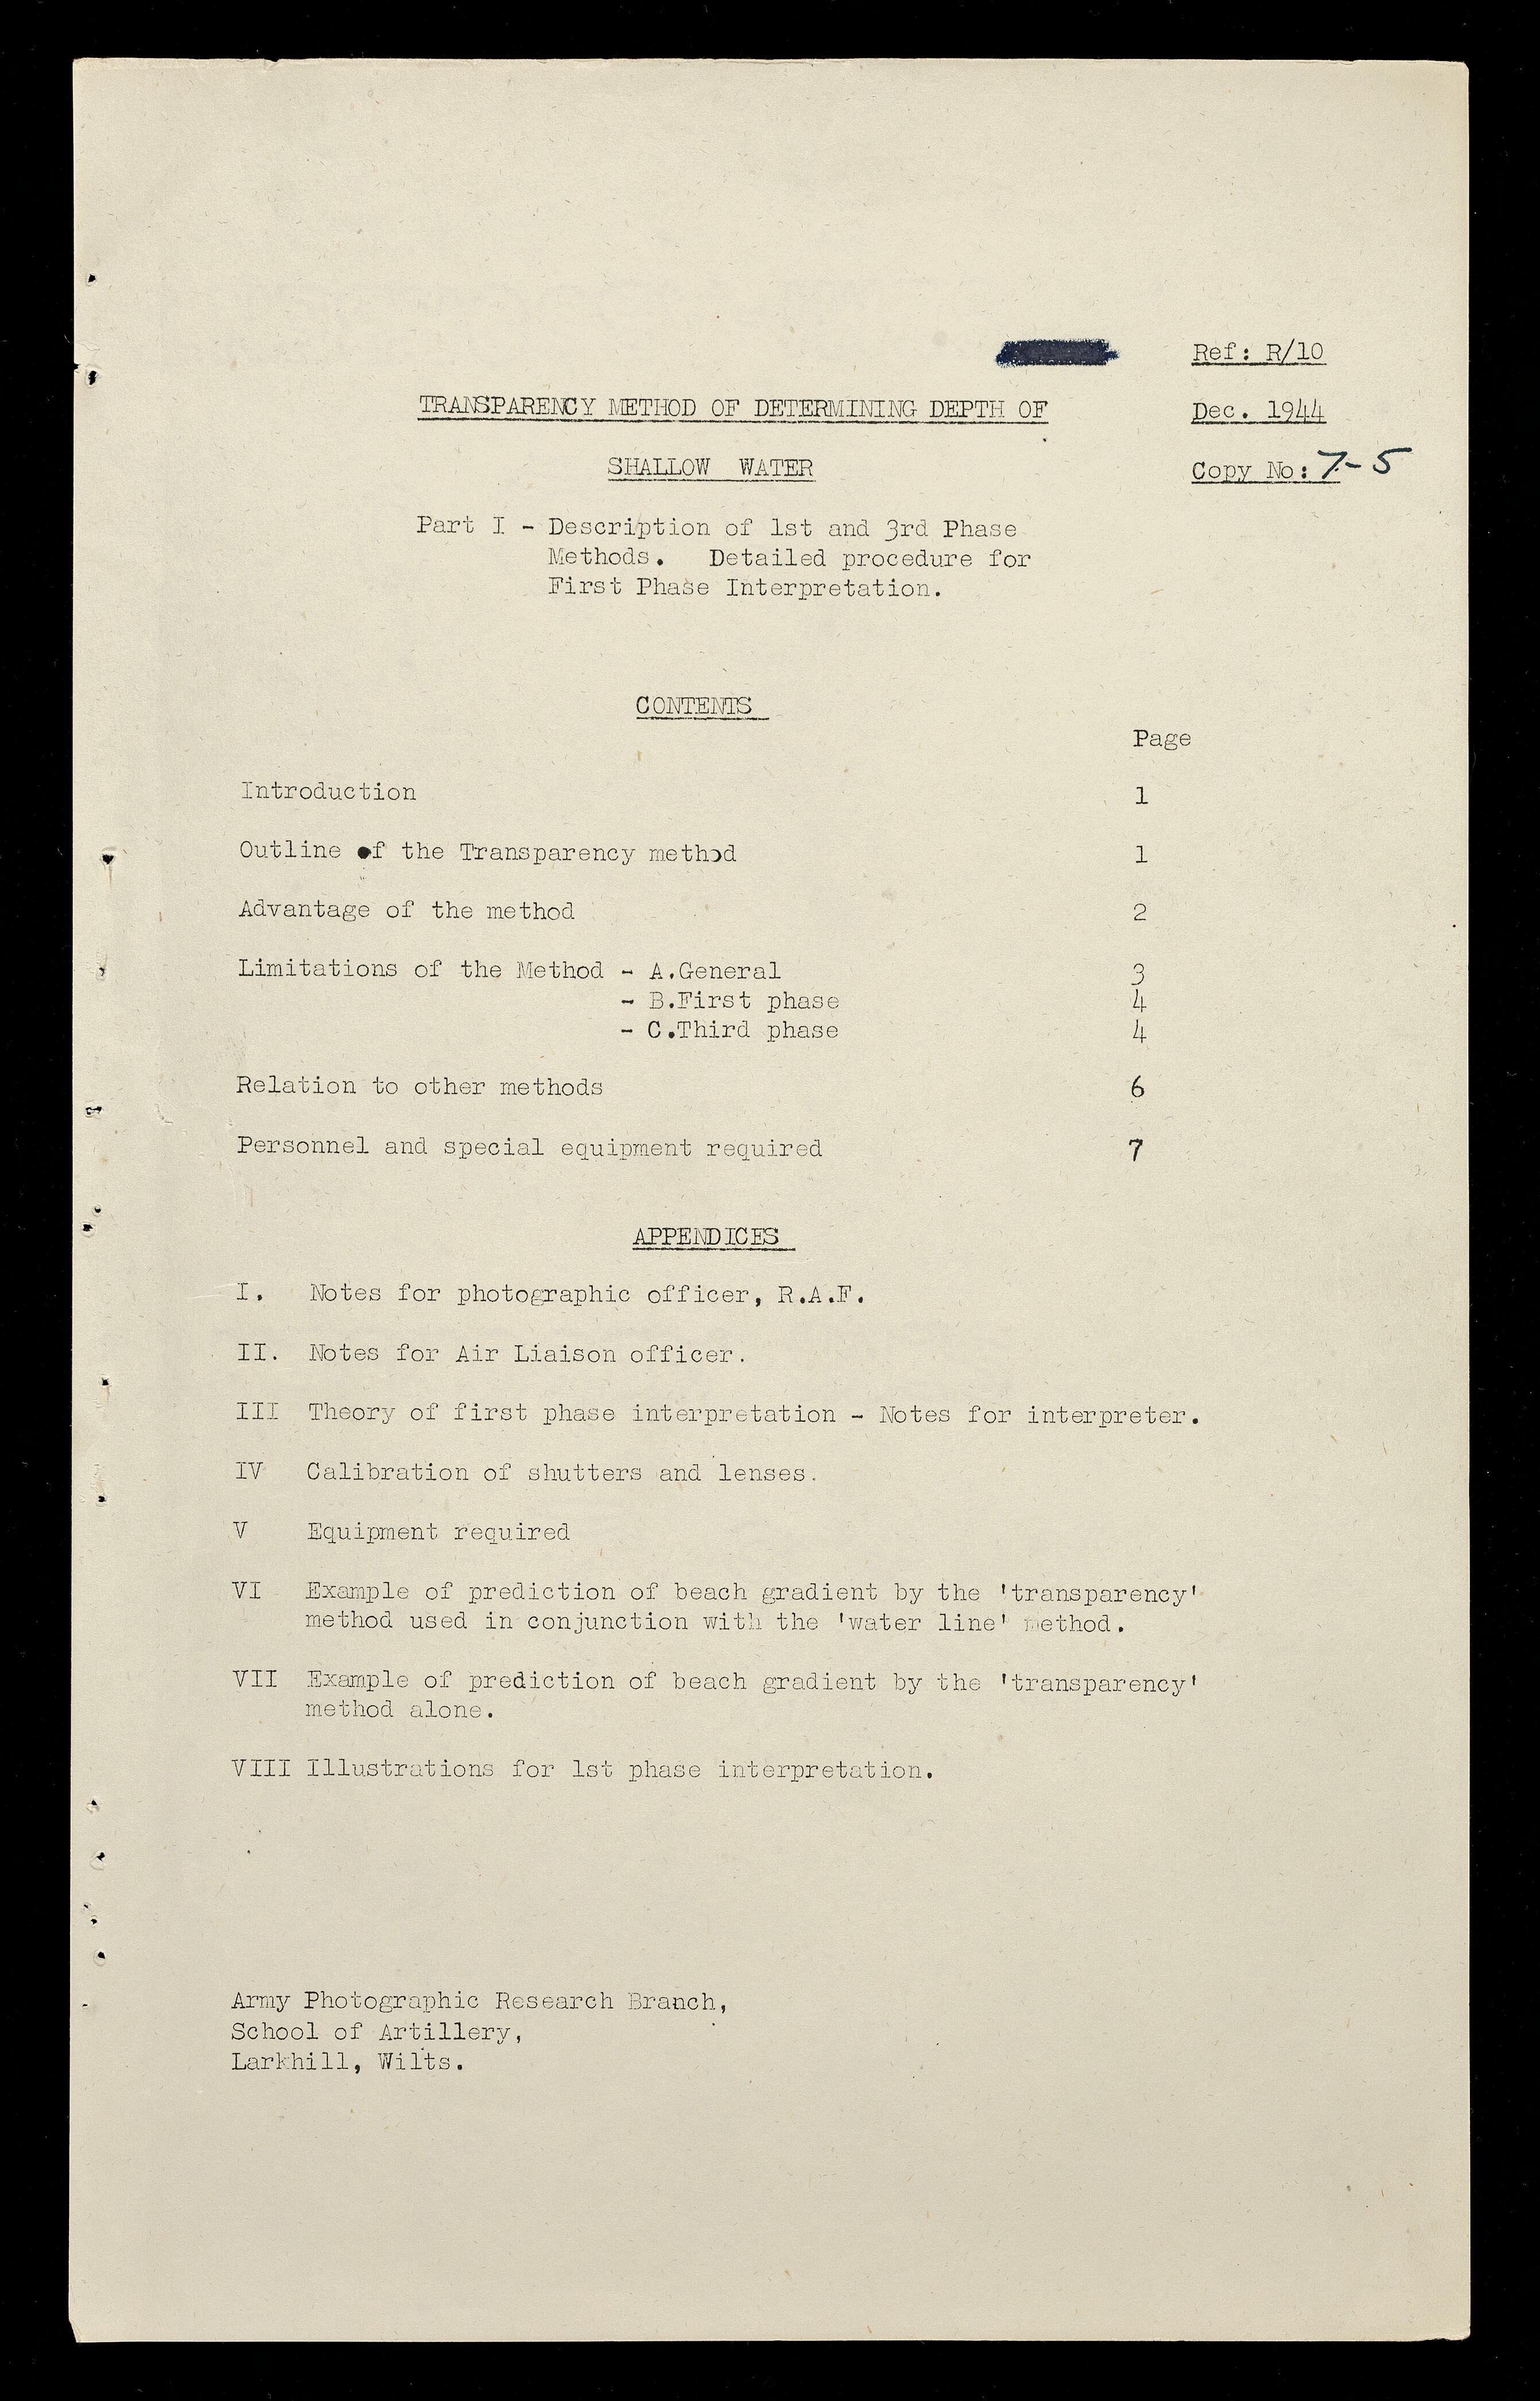 Ref: R/10
TRANSPARENCY METHOD OF DETERMINING DEPTH OF
Dec. 1944
SHALLOW WATER
Copy No: 7-5
Part I - Description of 1st and 3rd Phase
Methods. Detailed procedure for
First Phase Interpretation.
CONTENTS
Page
Introduction 1
Outline of the Transparency method 1
Advantage of the method 2
Limitations of the Method - A.General 3
- B.First phase 4
- C.Third phase 4
Relation to other methods 6
Personnel and special equipment required 7
APPENDICES
I. Notes for photographic officer, R.A.F.
II. Notes for Air Liaison officer.
III Theory of first phase interpretation - Notes for interpreter.
IV Calibration of shutters and lenses.
V Equipment required
VI Example of prediction of beach gradient by the 'transparency'
method used in conjunction with the 'water line' method.
VII Example of prediction of beach gradient by the 'transparency'
method alone.
VIII Illustrations for 1st phase interpretation.
Army Photographic Research Branch,
School of Artillery,
Larkhill, Wilts.